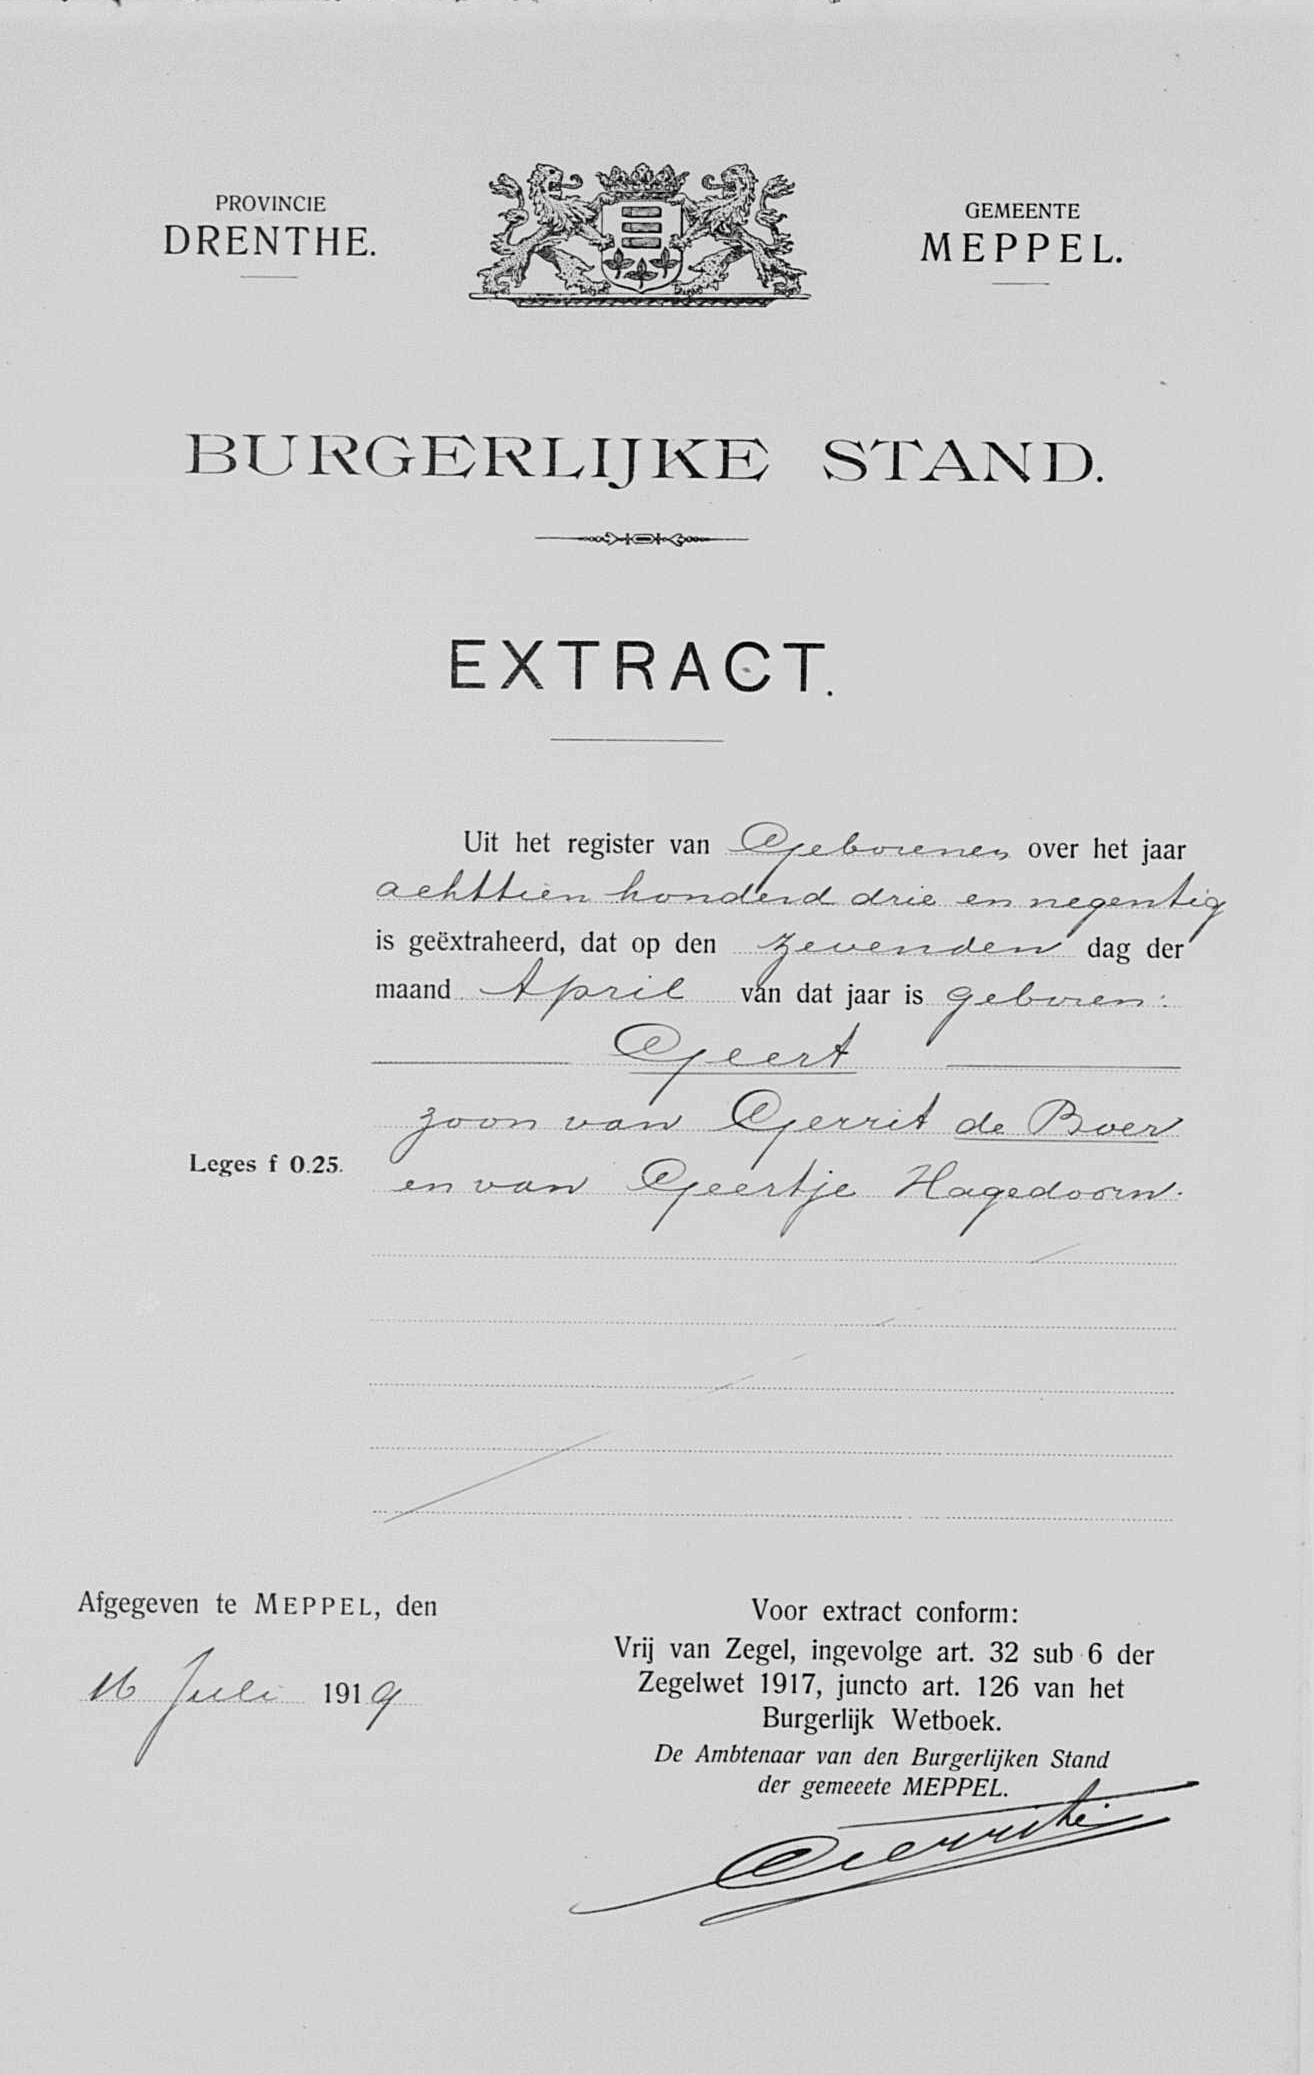 PROVINCIE
DRENTHE.
GEMEENTE
MEPPEL.
BURGERLIJKE STAND.
EXTRACT.
Uit het register van Geborenen over het jaar
achttien honderd drie en negentig
is geëxtraheerd, dat op den zevenden dag der
maand April van dat jaar is geboren:
Geert
zoon van Gerrit de Boer
Leges f 0.25.
en van Geertje Hagedoorn.
Afgegeven te MEPPEL, den
16 Juli 1919
Voor extract conform:
Vrij van Zegel, ingevolge art. 32 sub 6 der
Zegelwet 1917, juncto art. 126 van het
Burgerlijk Wetboek.
De Ambtenaar van den Burgerlijken Stand
der gemeeete MEPPEL.